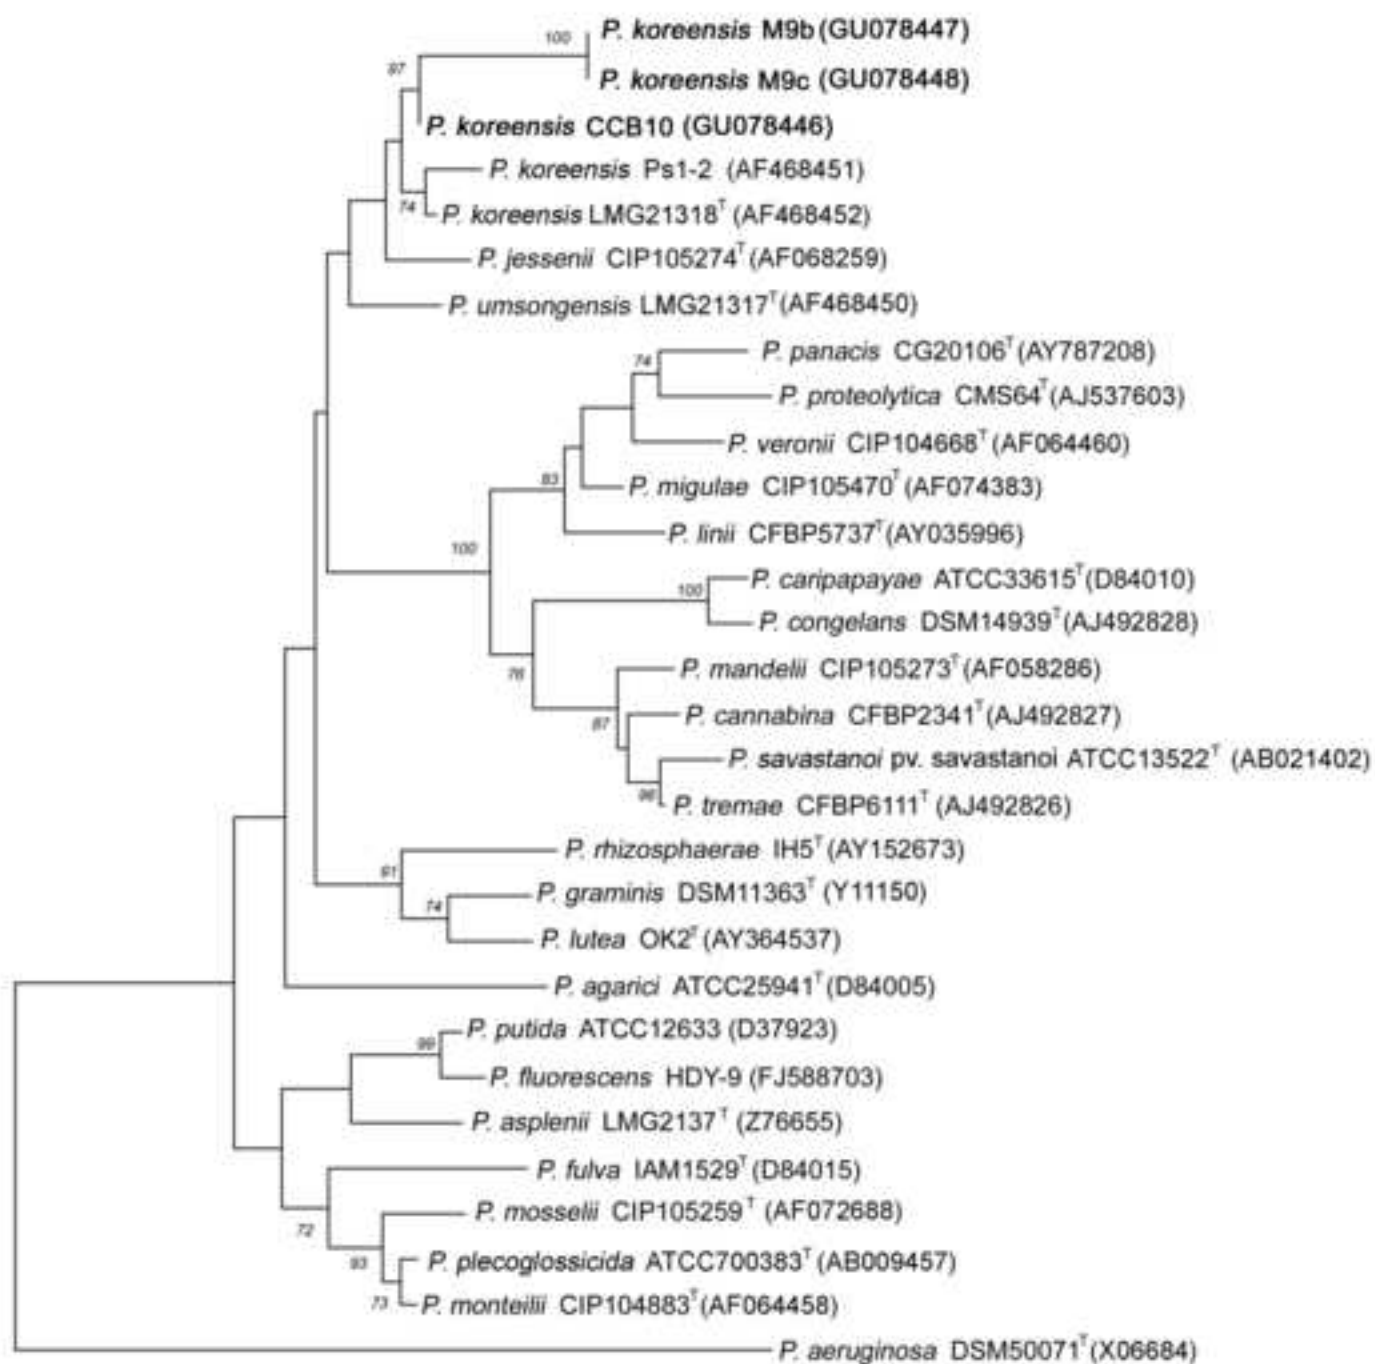 100
P. koreensis M9b (GU078447)
97
P. koreensis M9c (GU078448)
P. koreensis CCB10 (GU078446)
P. koreensis Ps1-2 (AF468451)
74
P. koreensis LMG21318T (AF468452)
P. jessenii CIP105274T (AF068259)
P. umsongensis LMG21317T (AF468450)
P. panacis CG20106T (AY787208)
74
P. proteolytica CMS64T (AJ537603)
P. veronii CIP104668T (AF064460)
83
P. migulae CIP105470T (AF074383)
P. linii CFBP5737T (AY035996)
100
P. caripapayae ATCC33615T (D84010)
100
P. congelans DSM14939T (AJ492828)
P. mandelii CIP105273T (AF058286)
76
P. cannabina CFBP2341T (AJ492827)
87
P. savastanoi pv. savastanoi ATCC13522T (AB021402)
P. tremae CFBP6111T (AJ492826)
P. rhizosphaerae IH5T (AY152673)
91
P. graminis DSM11363T (Y11150)
74
P. lutea OK2T (AY364537)
P. agarici ATCC25941T (D84005)
P. putida ATCC12633 (D37923)
99
P. fluorescens HDY-9 (FJ588703)
P. asplenii LMG2137T (Z76655)
P. fulva IAM1529T (D84015)
P. mosselii CIP105259T (AF072688)
72
P. plecoglossicida ATCC700383T (AB009457)
93
P. monteilii CIP104883T (AF064458)
73
P. aeruginosa DSM50071T (X06684)